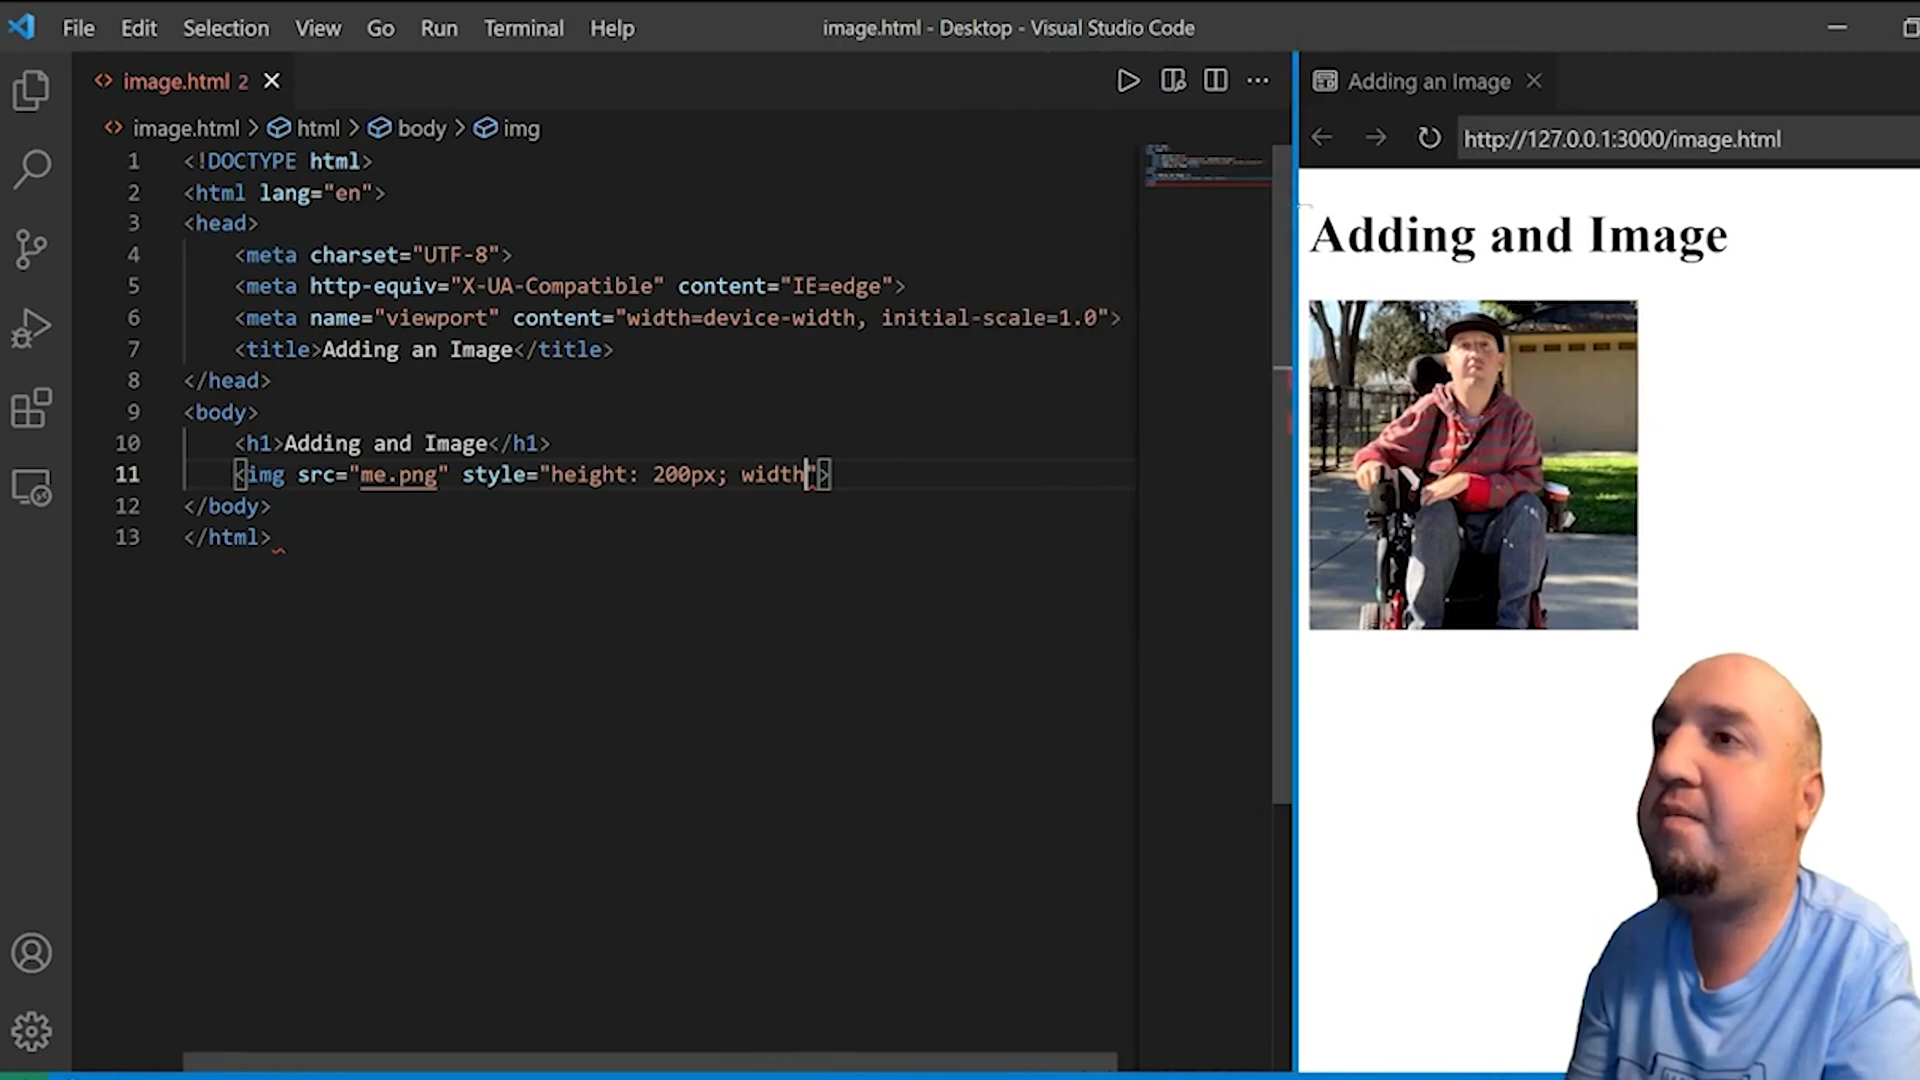 File Edit Selection View Go Run Terminal Help image.html - Desktop - Visual Studio Code
image.html 2
image.html > html > body > img
1 <!DOCTYPE html>
2 <html lang="en">
3 <head>
4 <meta charset="UTF-8">
5 <meta http-equiv="X-UA-Compatible" content="IE=edge">
6 <meta name="viewport" content="width=device-width, initial-scale=1.0">
7 <title>Adding an Image</title>
8 </head>
9 <body>
10 <h1>Adding and Image</h1>
11 <img src="me.png" style="height: 200px; width">
12 </body>
13 </html>
Adding an Image
http://127.0.0.1:3000/image.html
Adding and Image